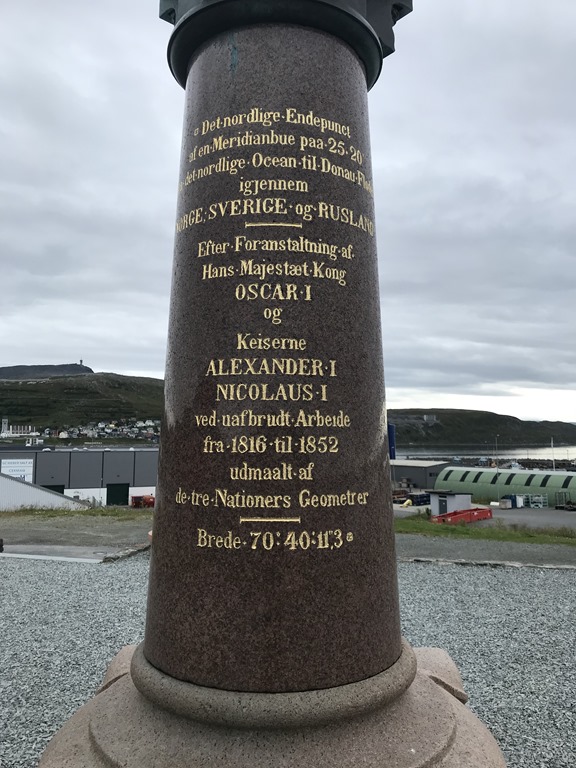 Det·nordlige·Endepunct
af·en·Meridianbue·paa·25·20'
det·nordlige·Ocean·til·Donau·
igjennem
NORGE·SVERIGE·og·RUSLAND
Efter·Foranstaltning·af·
Hans·Majestæt·Kong
OSCAR·I
og
Keiserne
ALEXANDER·I
NICOLAUS·I
ved·uafbrudt·Arbeide
fra·1816·til·1852
udmaalt·af
de·tre·Nationers·Geometrer
Brede·70°·40'·11",3